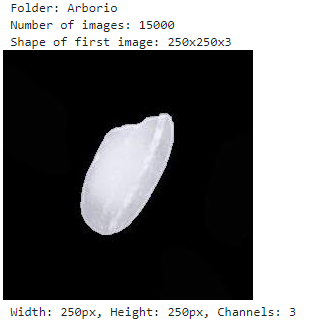 Folder: Arborio
Number of images: 15000
Shape of first image: 250x250x3
Width: 250px, Height: 250px, Channels: 3